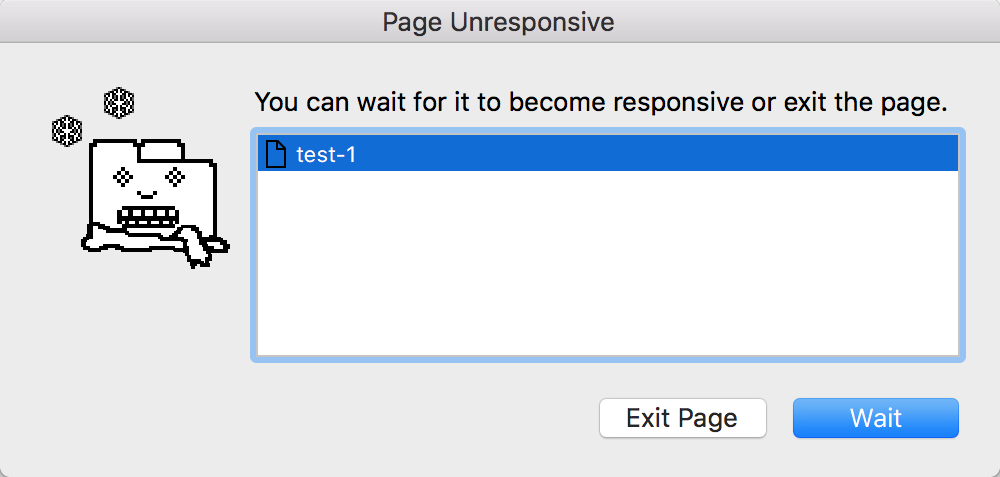 Page Unresponsive
You can wait for it to become responsive or exit the page.
test-1
Exit Page
Wait